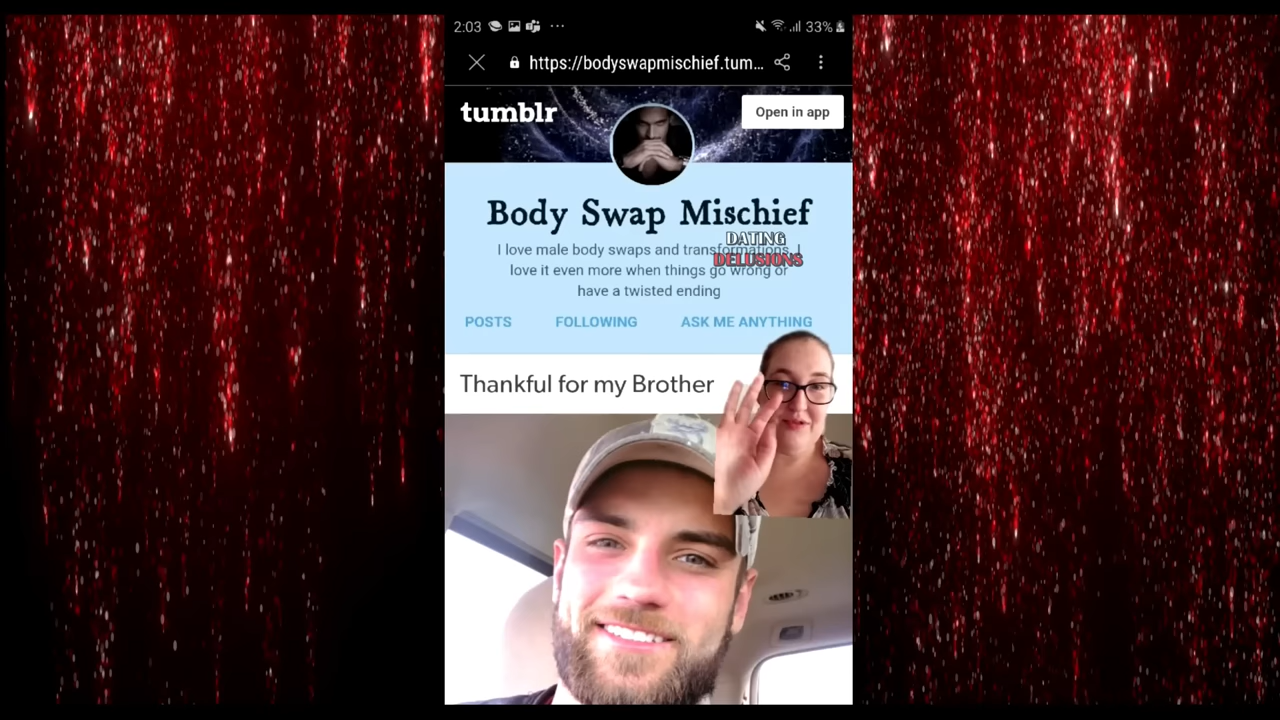 2:03 33%
https://bodyswapmischief.tum...
tumblr
Open in app
Body Swap Mischief
I love male body swaps and transformations. I
love it even more when things go wrong or
have a twisted ending
DATING
DELUSIONS
POSTS FOLLOWING ASK ME ANYTHING
Thankful for my Brother